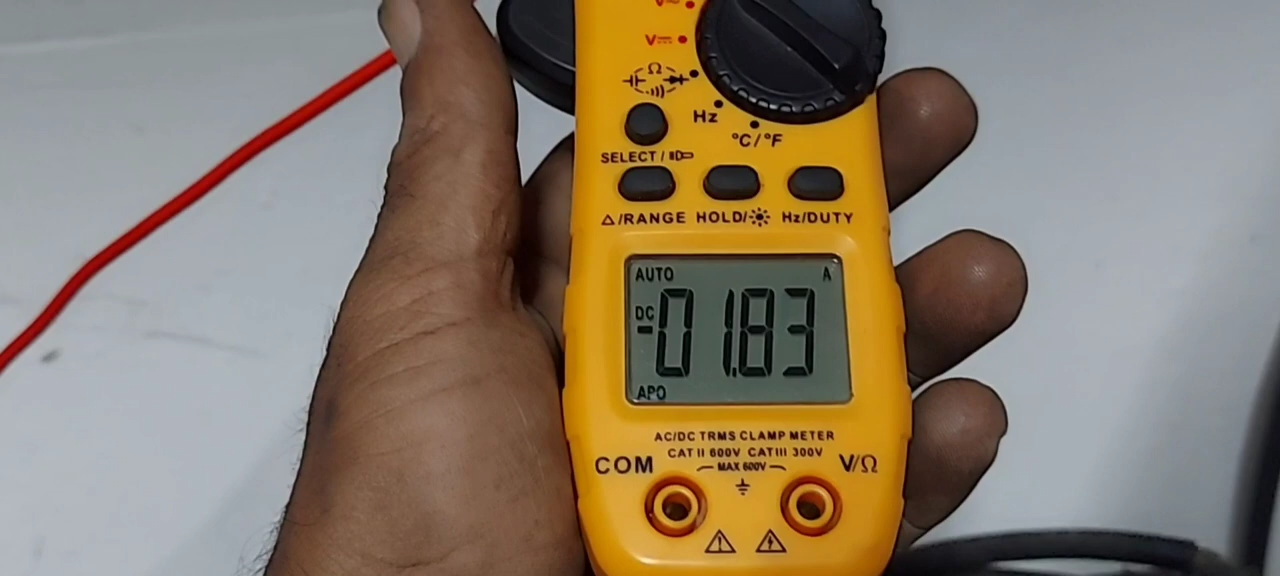 V~
V⎓
Ω
Hz
°C/°F
SELECT /
△/RANGE HOLD/☀ Hz/DUTY
AUTO A
DC
-01.83
APO
AC/DC TRMS CLAMP METER
CAT II 600V CAT III 300V
COM MAX 600V V/Ω